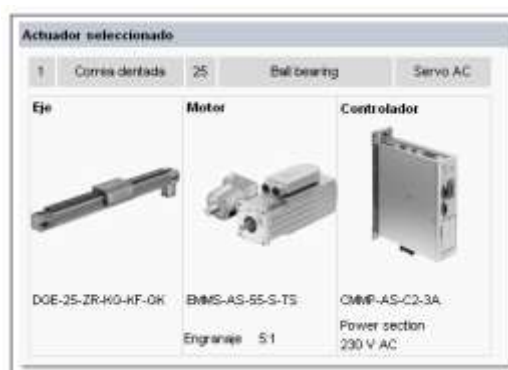 Actuador seleccionado
1 Correa dentada 25 Ball bearing Servo AC
Eje Motor Controlador
DGE-25-ZR-KG-KF-GK EMMS-AS-55-S-TS CMMP-AS-C2-3A
Engranaje 5:1 Power section
230 V AC